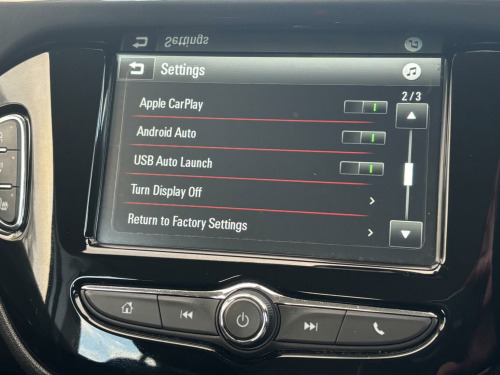 Settings
Settings
2/3
Apple CarPlay
Android Auto
USB Auto Launch
Turn Display Off
Return to Factory Settings